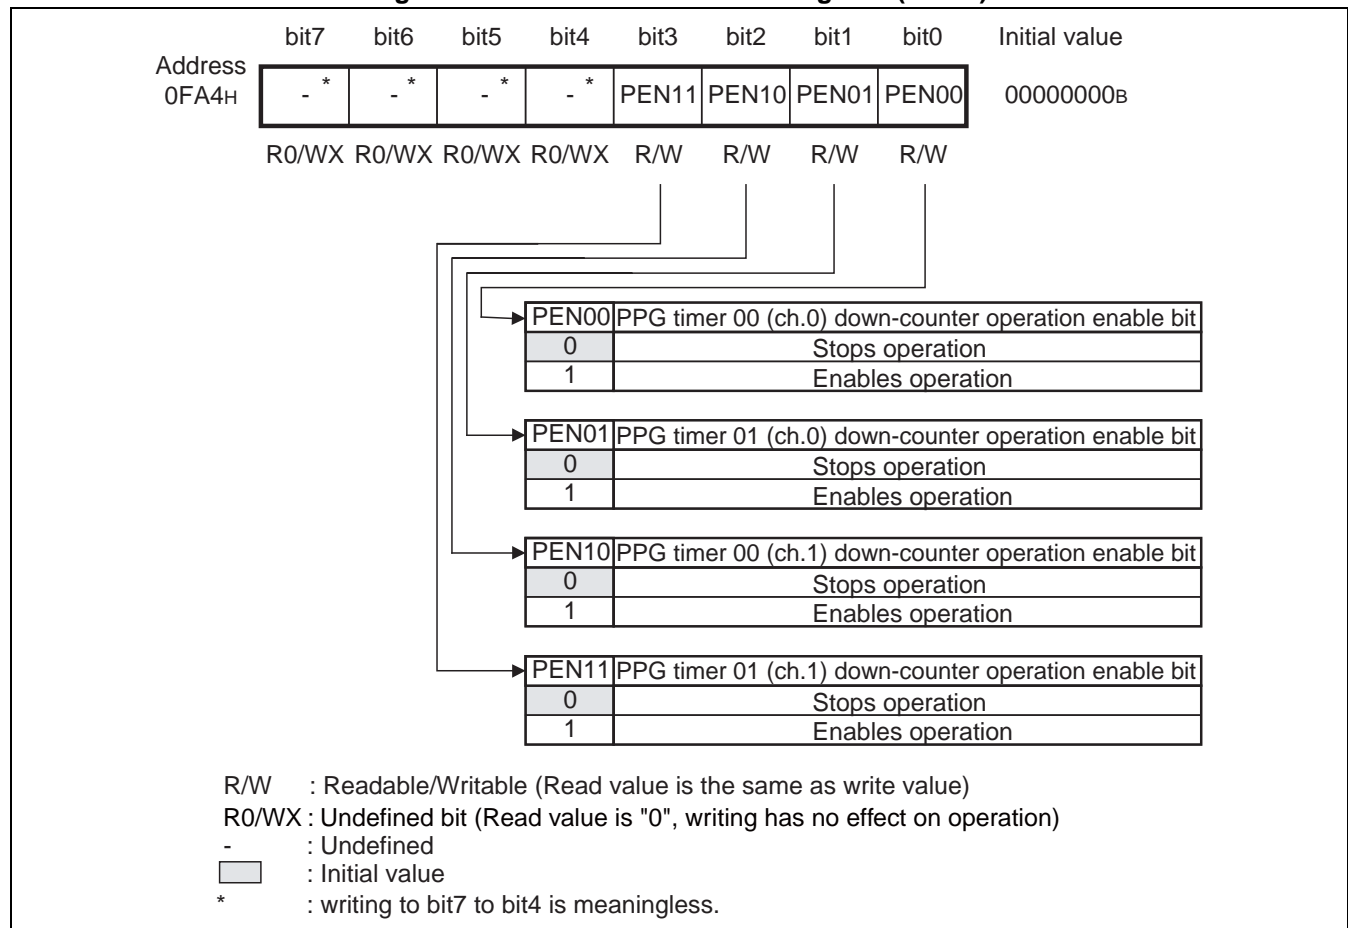 bit7 bit6 bit5 bit4 bit3 bit2 bit1 bit0 Initial value
Address
0FA4H - * - * - * - * PEN11 PEN10 PEN01 PEN00 00000000B
R0/WX R0/WX R0/WX R0/WX R/W R/W R/W R/W
PEN00 PPG timer 00 (ch.0) down-counter operation enable bit
0 Stops operation
1 Enables operation
PEN01 PPG timer 01 (ch.0) down-counter operation enable bit
0 Stops operation
1 Enables operation
PEN10 PPG timer 00 (ch.1) down-counter operation enable bit
0 Stops operation
1 Enables operation
PEN11 PPG timer 01 (ch.1) down-counter operation enable bit
0 Stops operation
1 Enables operation
R/W : Readable/Writable (Read value is the same as write value)
R0/WX : Undefined bit (Read value is "0", writing has no effect on operation)
- : Undefined
: Initial value
* : writing to bit7 to bit4 is meaningless.